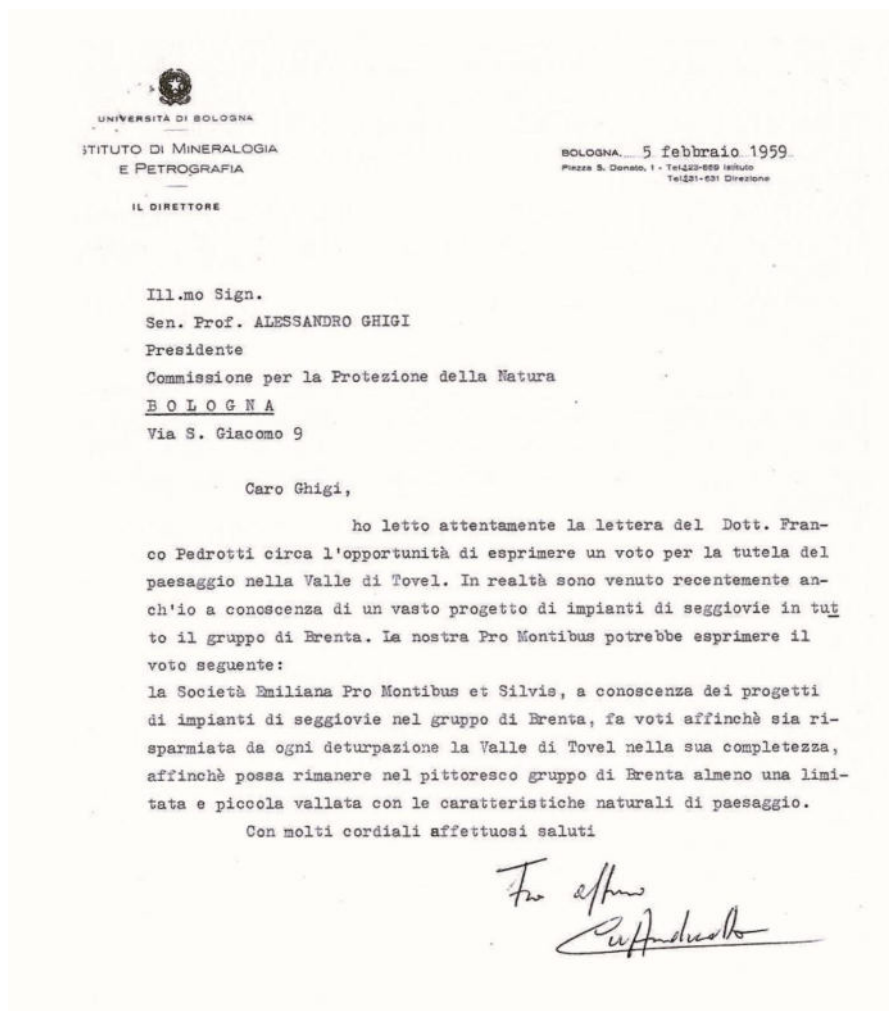 UNIVERSITÀ DI BOLOGNA
STITUTO DI MINERALOGIA
E PETROGRAFIA
IL DIRETTORE
BOLOGNA, 5 febbraio 1959
Piazza S. Donato, 1 - Tel. 223-669 Istituto
Tel. 231-631 Direzione
Ill.mo Sign.
Sen. Prof. ALESSANDRO GHIGI
Presidente
Commissione per la Protezione della Natura
B O L O G N A
Via S. Giacomo 9
Caro Ghigi,
ho letto attentamente la lettera del Dott. Fran-
co Pedrotti circa l'opportunità di esprimere un voto per la tutela del
paesaggio nella Valle di Tovel. In realtà sono venuto recentemente an-
ch'io a conoscenza di un vasto progetto di impianti di seggiovie in tut
to il gruppo di Brenta. La nostra Pro Montibus potrebbe esprimere il
voto seguente:
la Società Emiliana Pro Montibus et Silvis, a conoscenza dei progetti
di impianti di seggiovie nel gruppo di Brenta, fa voti affinchè sia ri-
sparmiata da ogni deturpazione la Valle di Tovel nella sua completezza,
affinchè possa rimanere nel pittoresco gruppo di Brenta almeno una limi-
tata e piccola vallata con le caratteristiche naturali di paesaggio.
Con molti cordiali affettuosi saluti